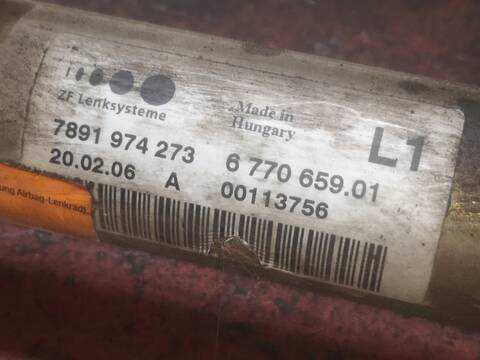 ZF Lenksysteme
Made in
Hungary
L1
7891 974 273
6 770 659.01
20.02.06 A 00113756
ung Airbag-Lenkrad)